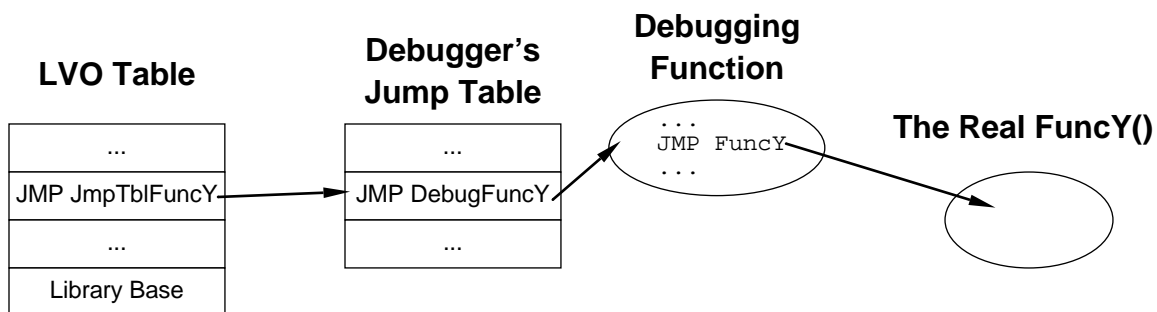 LVO Table
...
JMP JmpTblFuncY
...
Library Base
Debugger’s
Jump Table
...
JMP DebugFuncY
...
Debugging
Function
...
JMP FuncY
...
The Real FuncY()